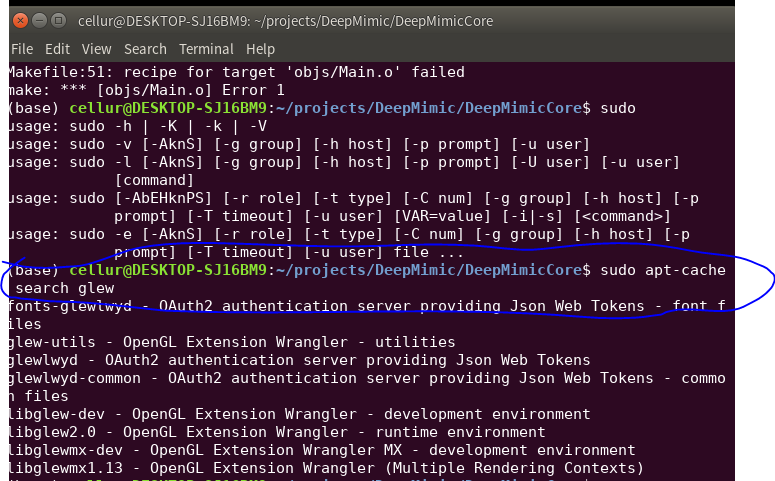 cellur@DESKTOP-SJ16BM9: ~/projects/DeepMimic/DeepMimicCore
File Edit View Search Terminal Help
Makefile:51: recipe for target 'objs/Main.o' failed
make: *** [objs/Main.o] Error 1
(base) cellur@DESKTOP-SJ16BM9:~/projects/DeepMimic/DeepMimicCore$ sudo
usage: sudo -h | -K | -k | -V
usage: sudo -v [-AknS] [-g group] [-h host] [-p prompt] [-u user]
usage: sudo -l [-AknS] [-g group] [-h host] [-p prompt] [-U user] [-u user]
[command]
usage: sudo [-AbEHknPS] [-r role] [-t type] [-C num] [-g group] [-h host] [-p
prompt] [-T timeout] [-u user] [VAR=value] [-i|-s] [<command>]
usage: sudo -e [-AknS] [-r role] [-t type] [-C num] [-g group] [-h host] [-p
prompt] [-T timeout] [-u user] file ...
(base) cellur@DESKTOP-SJ16BM9:~/projects/DeepMimic/DeepMimicCore$ sudo apt-cache
search glew
fonts-glewlwyd - OAuth2 authentication server providing Json Web Tokens - font f
iles
glew-utils - OpenGL Extension Wrangler - utilities
glewlwyd - OAuth2 authentication server providing Json Web Tokens
glewlwyd-common - OAuth2 authentication server providing Json Web Tokens - commo
n files
libglew-dev - OpenGL Extension Wrangler - development environment
libglew2.0 - OpenGL Extension Wrangler - runtime environment
libglewmx-dev - OpenGL Extension Wrangler MX - development environment
libglewmx1.13 - OpenGL Extension Wrangler (Multiple Rendering Contexts)